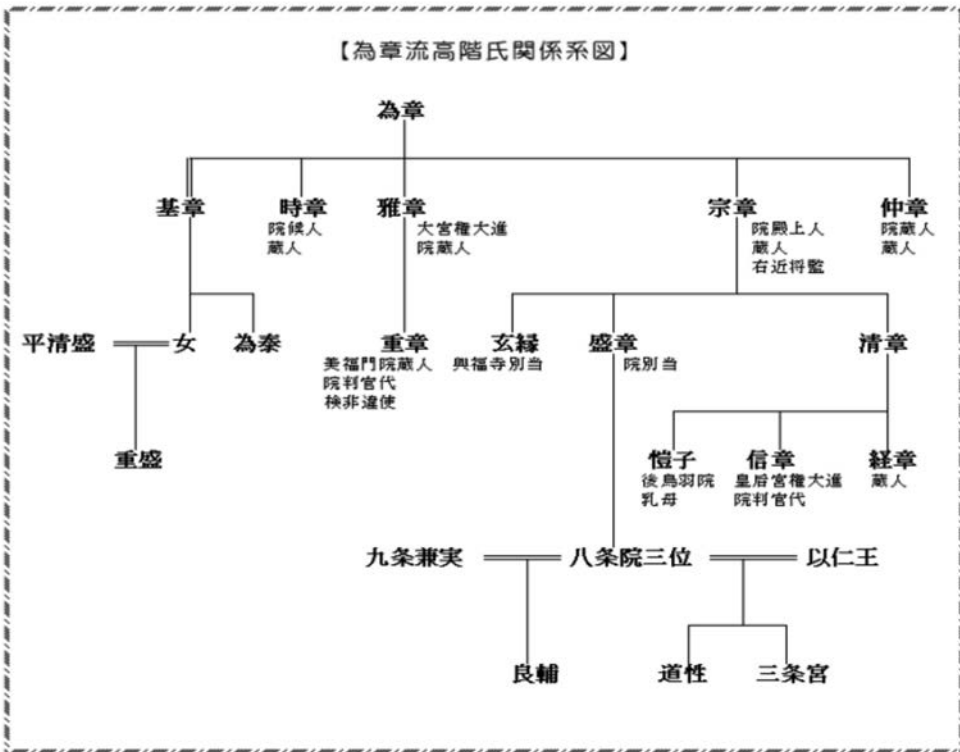 【為章流高階氏関係系図】
為章
基章
時章
院候人
蔵人
雅章
大宮権大進
院蔵人
宗章
院殿上人
蔵人
右近将監
仲章
院蔵人
蔵人
平清盛
女
為泰
重章
美福門院蔵人
院判官代
検非違使
玄縁
興福寺別当
盛章
院別当
清章
重盛
愷子
後鳥羽院
乳母
信章
皇后宮権大進
院判官代
経章
蔵人
九条兼実
八条院三位
以仁王
良輔
道性
三条宮